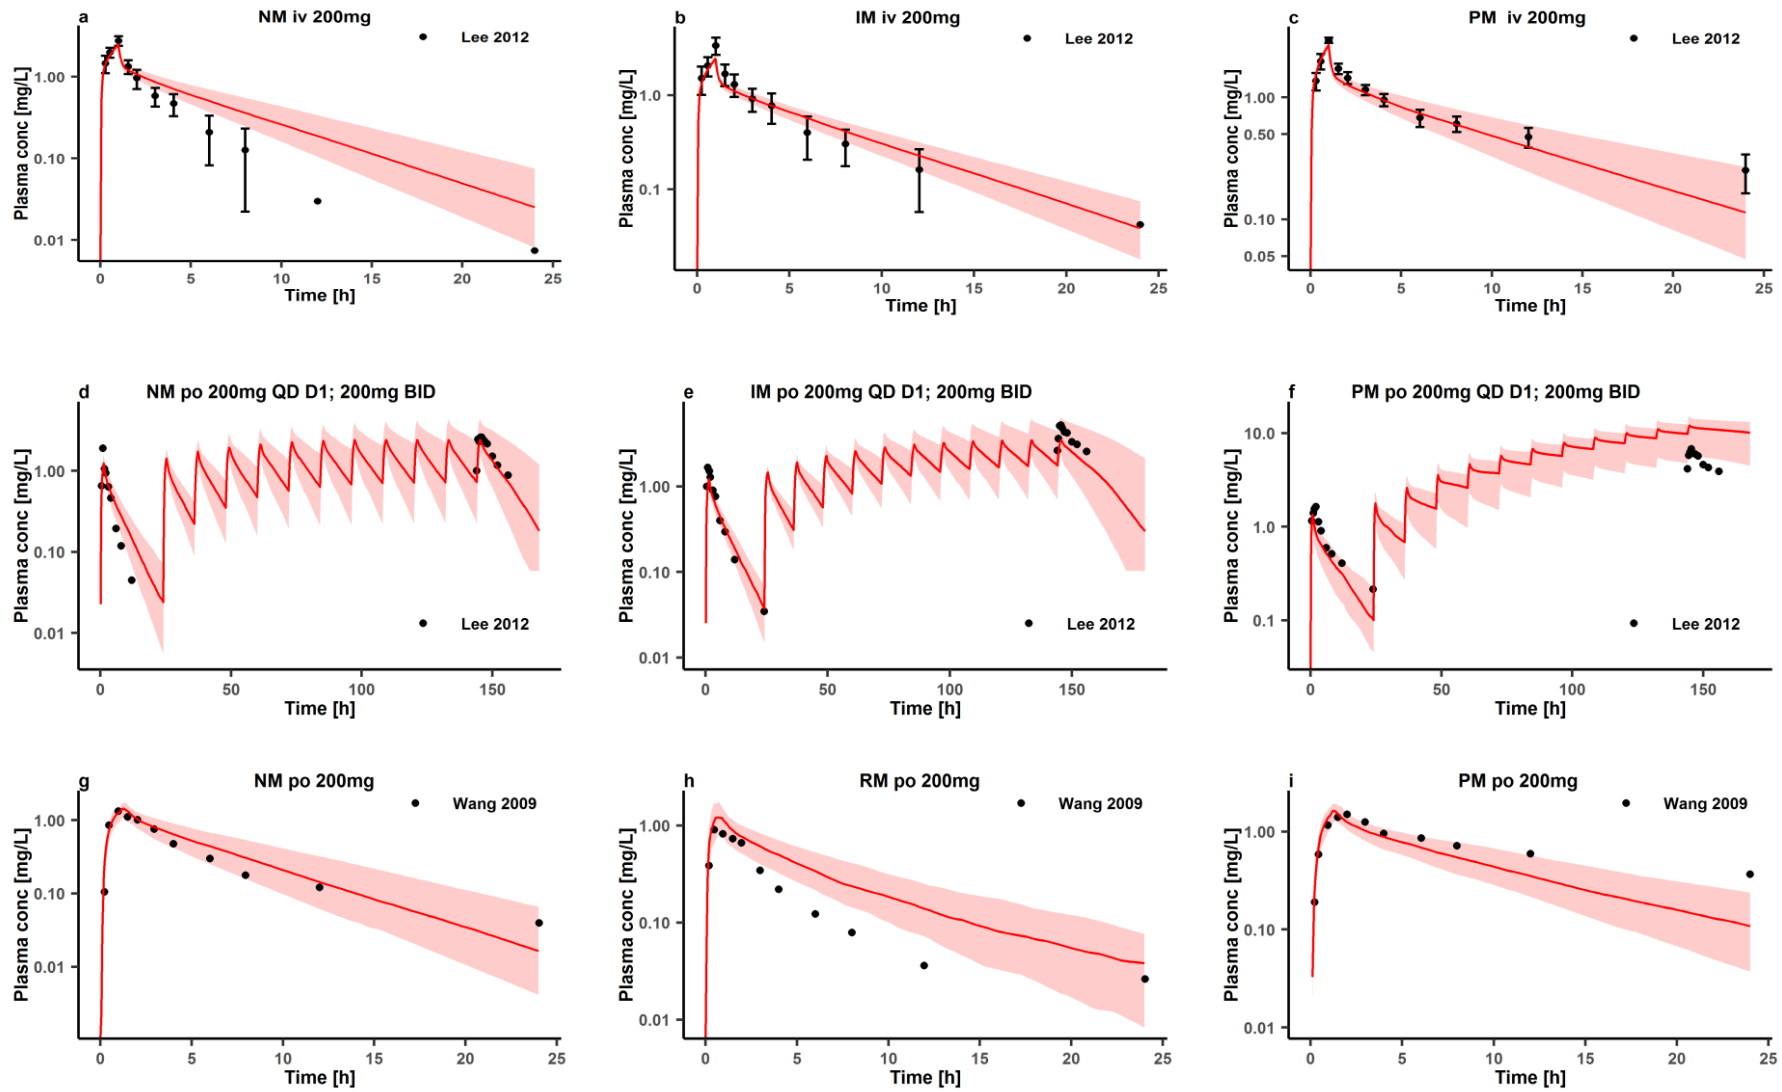 a NM iv 200mg
Lee 2012
Plasma conc [mg/L]
1.00
0.10
0.01
0 5 10 15 20 25
Time [h]
b IM iv 200mg
Lee 2012
Plasma conc [mg/L]
1.0
0.1
0 5 10 15 20 25
Time [h]
c PM iv 200mg
Lee 2012
Plasma conc [mg/L]
1.00
0.50
0.10
0.05
0 5 10 15 20 25
Time [h]
d NM po 200mg QD D1; 200mg BID
Plasma conc [mg/L]
1.00
0.10
0.01
Lee 2012
0 50 100 150
Time [h]
e IM po 200mg QD D1; 200mg BID
Plasma conc [mg/L]
1.00
0.10
0.01
Lee 2012
0 50 100 150
Time [h]
f PM po 200mg QD D1; 200mg BID
Plasma conc [mg/L]
10.0
1.0
0.1
Lee 2012
0 50 100 150
Time [h]
g NM po 200mg
Wang 2009
Plasma conc [mg/L]
1.00
0.10
0.01
0 5 10 15 20 25
Time [h]
h RM po 200mg
Wang 2009
Plasma conc [mg/L]
1.00
0.10
0.01
0 5 10 15 20 25
Time [h]
i PM po 200mg
Wang 2009
Plasma conc [mg/L]
1.00
0.10
0.01
0 5 10 15 20 25
Time [h]